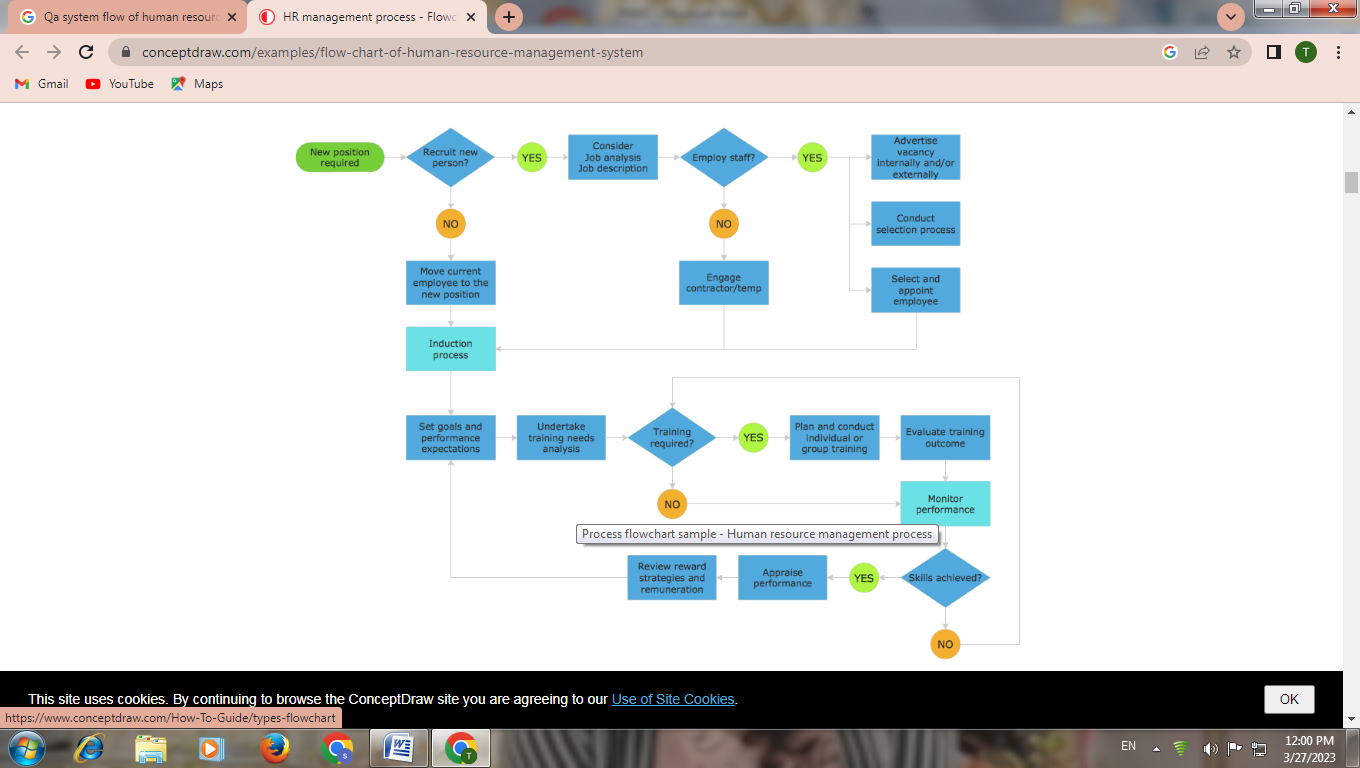 Qa system flow of human resour
HR management process - Flowc
conceptdraw.com/examples/flow-chart-of-human-resource-management-system
T
Gmail
YouTube
Maps
New position
required
Recruit new
person?
YES
Consider
Job analysis
Job description
Employ staff?
YES
Advertise
vacancy
internally and/or
externally
NO
NO
Conduct
selection process
Move current
employee to the
new position
Engage
contractor/temp
Select and
appoint
employee
Induction
process
Set goals and
performance
expectations
Undertake
training needs
analysis
Training
required?
YES
Plan and conduct
individual or
group training
Evaluate training
outcome
NO
Monitor
performance
Process flowchart sample - Human resource management process
Review reward
strategies and
remuneration
Appraise
performance
YES
Skills achieved?
NO
This site uses cookies. By continuing to browse the ConceptDraw site you are agreeing to our Use of Site Cookies.
OK
https://www.conceptdraw.com/How-To-Guide/types-flowchart
EN
12:00 PM
3/27/2023